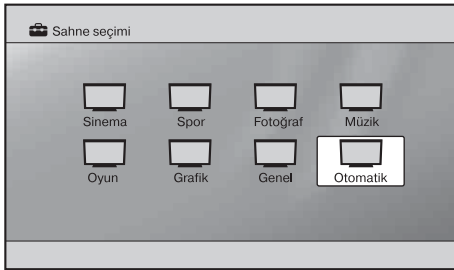 Sahne seçimi
Sinema Spor Fotoğraf Müzik
Oyun Grafik Genel Otomatik